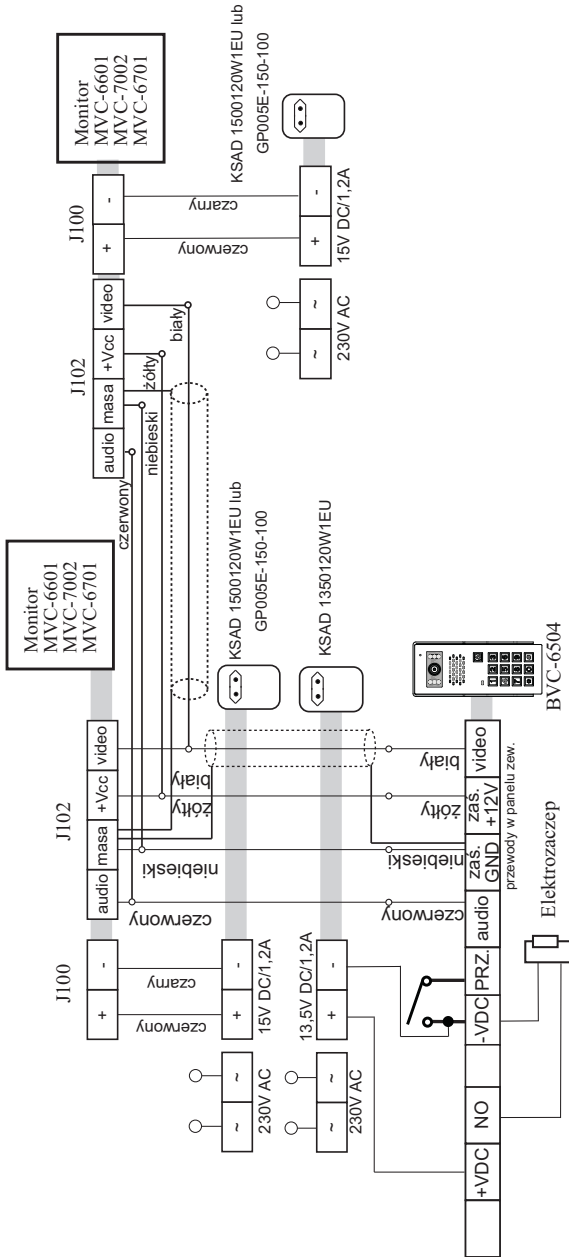 Monitor
MVC-6601
MVC-7002
MVC-6701
J100
+
-
czerwony
czarny
KSAD 1500120W1EU lub
GP005E-150-100
+
-
15V DC/1,2A
~
~
230V AC
J102
audio
masa
+Vcc
video
czerwony
niebieski
żółty
biały
Monitor
MVC-6601
MVC-7002
MVC-6701
J102
audio
masa
+Vcc
video
czerwony
niebieski
żółty
biały
J100
+
-
czerwony
czarny
KSAD 1500120W1EU lub
GP005E-150-100
+
-
15V DC/1,2A
~
~
230V AC
KSAD 1350120W1EU
+
-
13,5V DC/1,2A
~
~
230V AC
czerwony
niebieski
żółty
biały
+VDC
NO
-VDC
PRZ.
audio
zas.
GND
zas.
+12V
video
przewody w panelu zew.
Elektrozaczep
BVC-6504